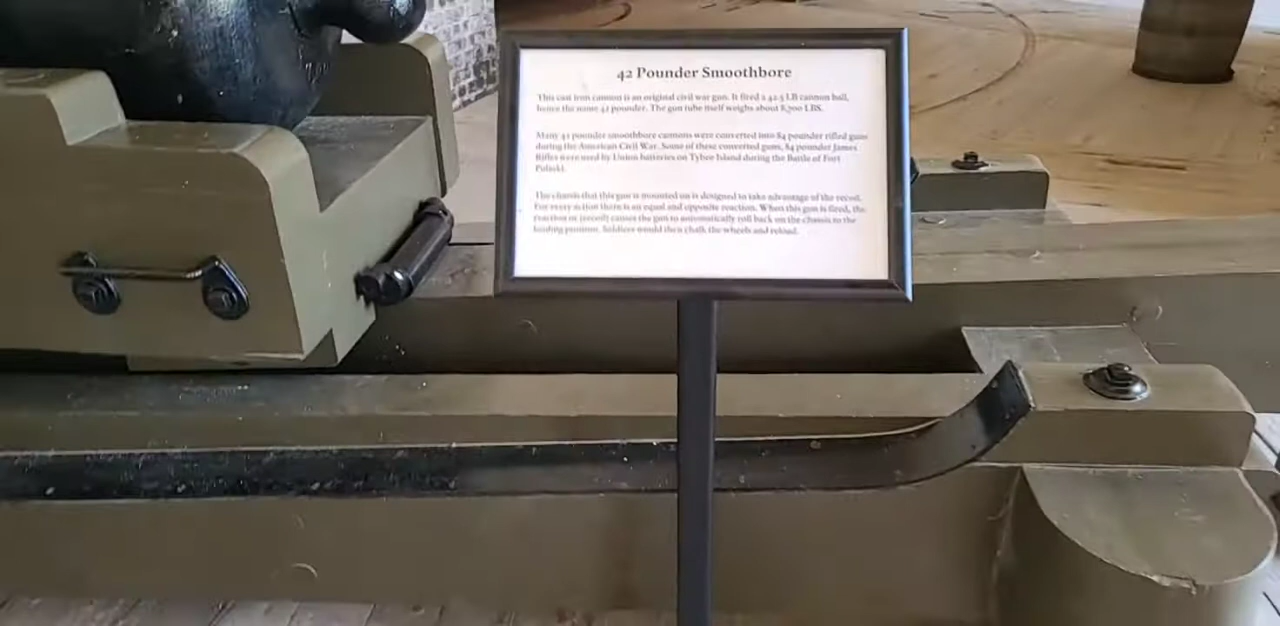 42 Pounder Smoothbore
This cast iron cannon is an original civil war gun. It fired a 42.5 LB cannon ball,
hence the name 42 pounder. The gun tube itself weighs about 8,700 LBS.
Many 42 pounder smoothbore cannons were converted into 84 pounder rifled guns
during the American Civil War. Some of these converted guns, 84 pounder James
Rifles were used by Union batteries on Tybee Island during the Battle of Fort
Pulaski.
The chassis that this gun is mounted on is designed to take advantage of the recoil.
For every action there is an equal and opposite reaction. When this gun is fired, the
reaction or (recoil) causes the gun to automatically roll back on the chassis to the
loading position. Soldiers would then chalk the wheels and reload.